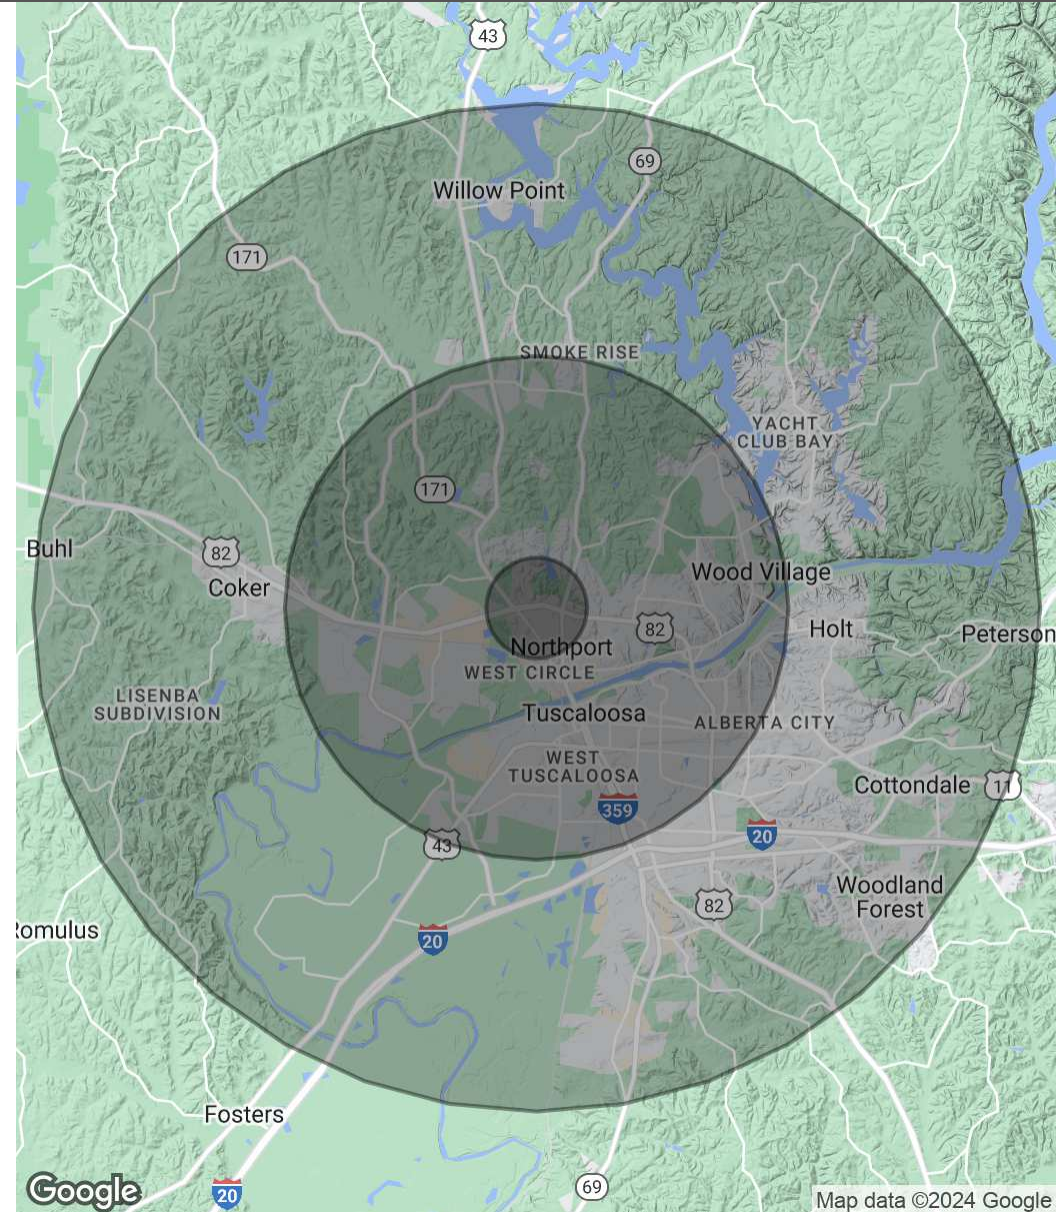 43
69
Willow Point
171
SMOKE RISE
YACHT
CLUB BAY
171
Buhl
82
Coker
Wood Village
82
Holt
Northport
Peterson
WEST CIRCLE
LISENBA
SUBDIVISION
Tuscaloosa
ALBERTA CITY
WEST
TUSCALOOSA
Cottondale
11
359
20
43
Woodland
Forest
82
Romulus
20
Fosters
69
20
Google
Map data ©2024 Google